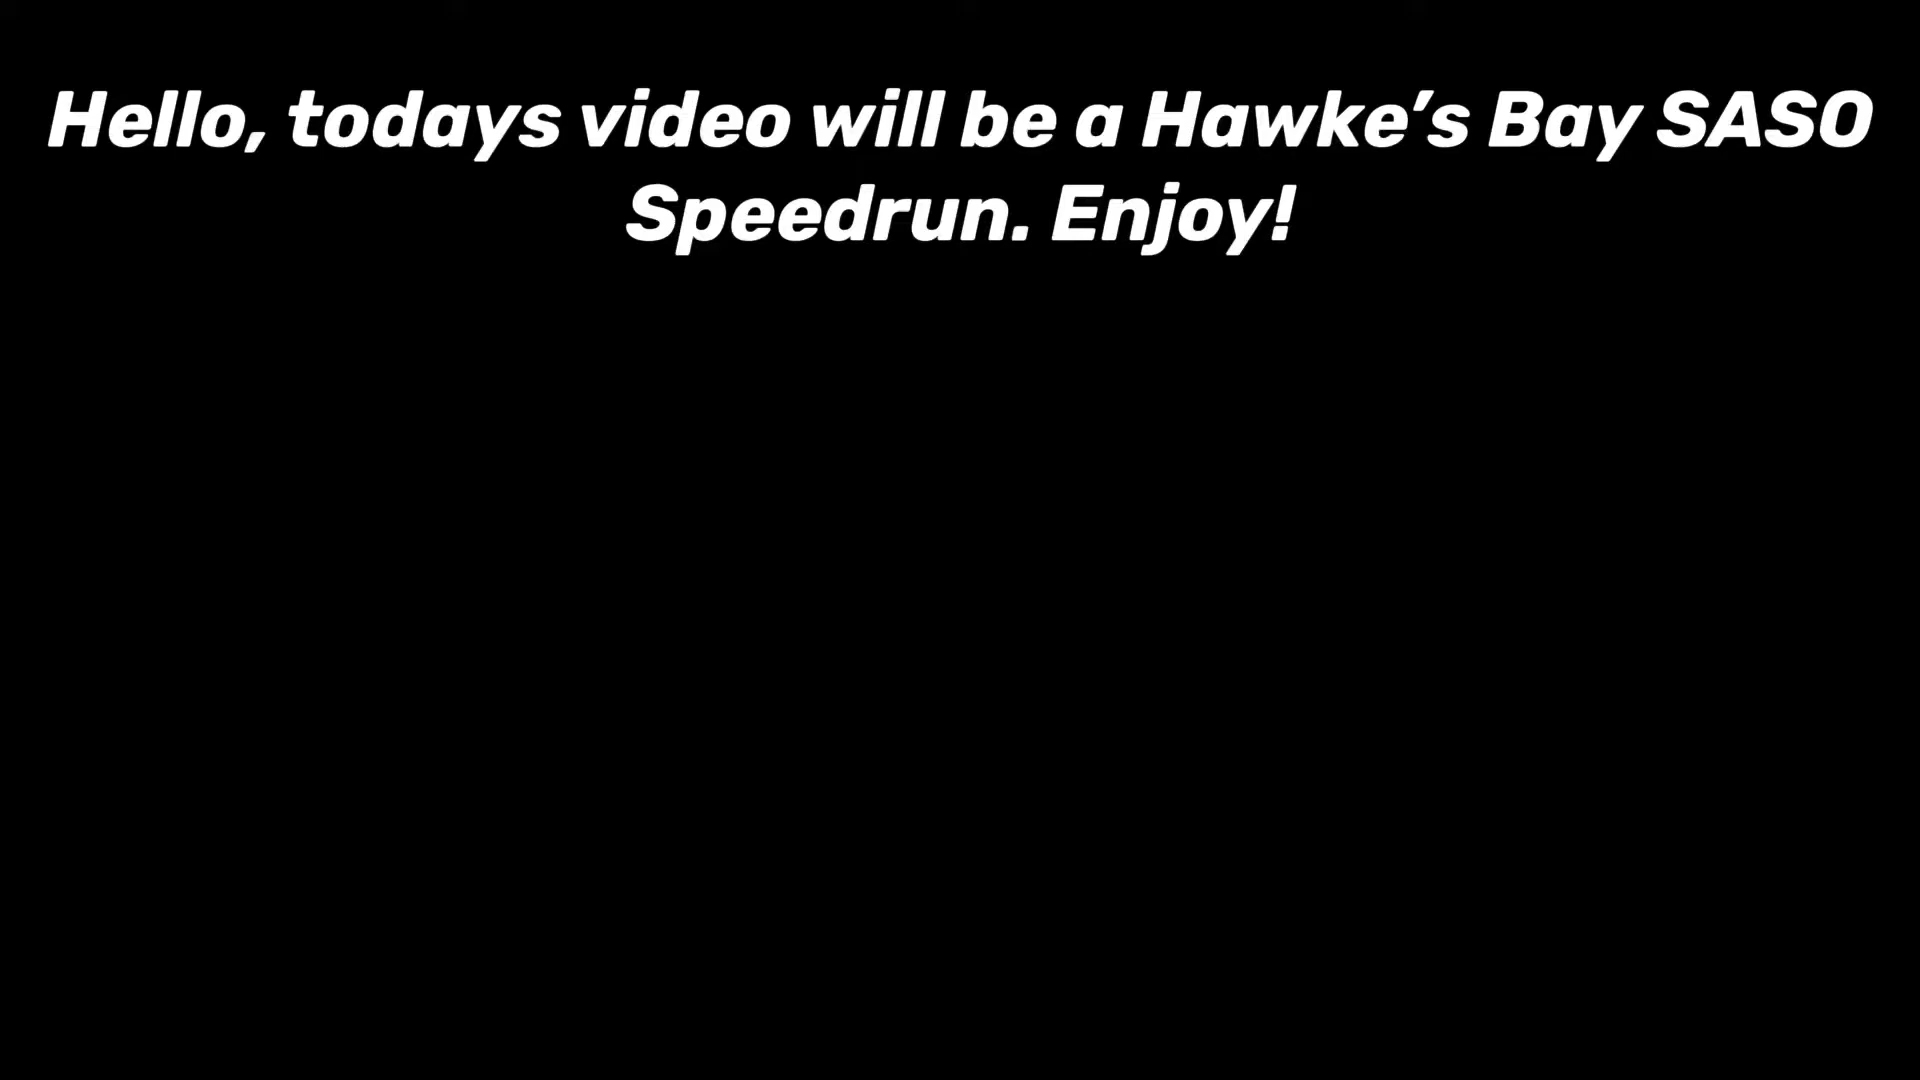 Hello, todays video will be a Hawke’s Bay SASO
Speedrun. Enjoy!